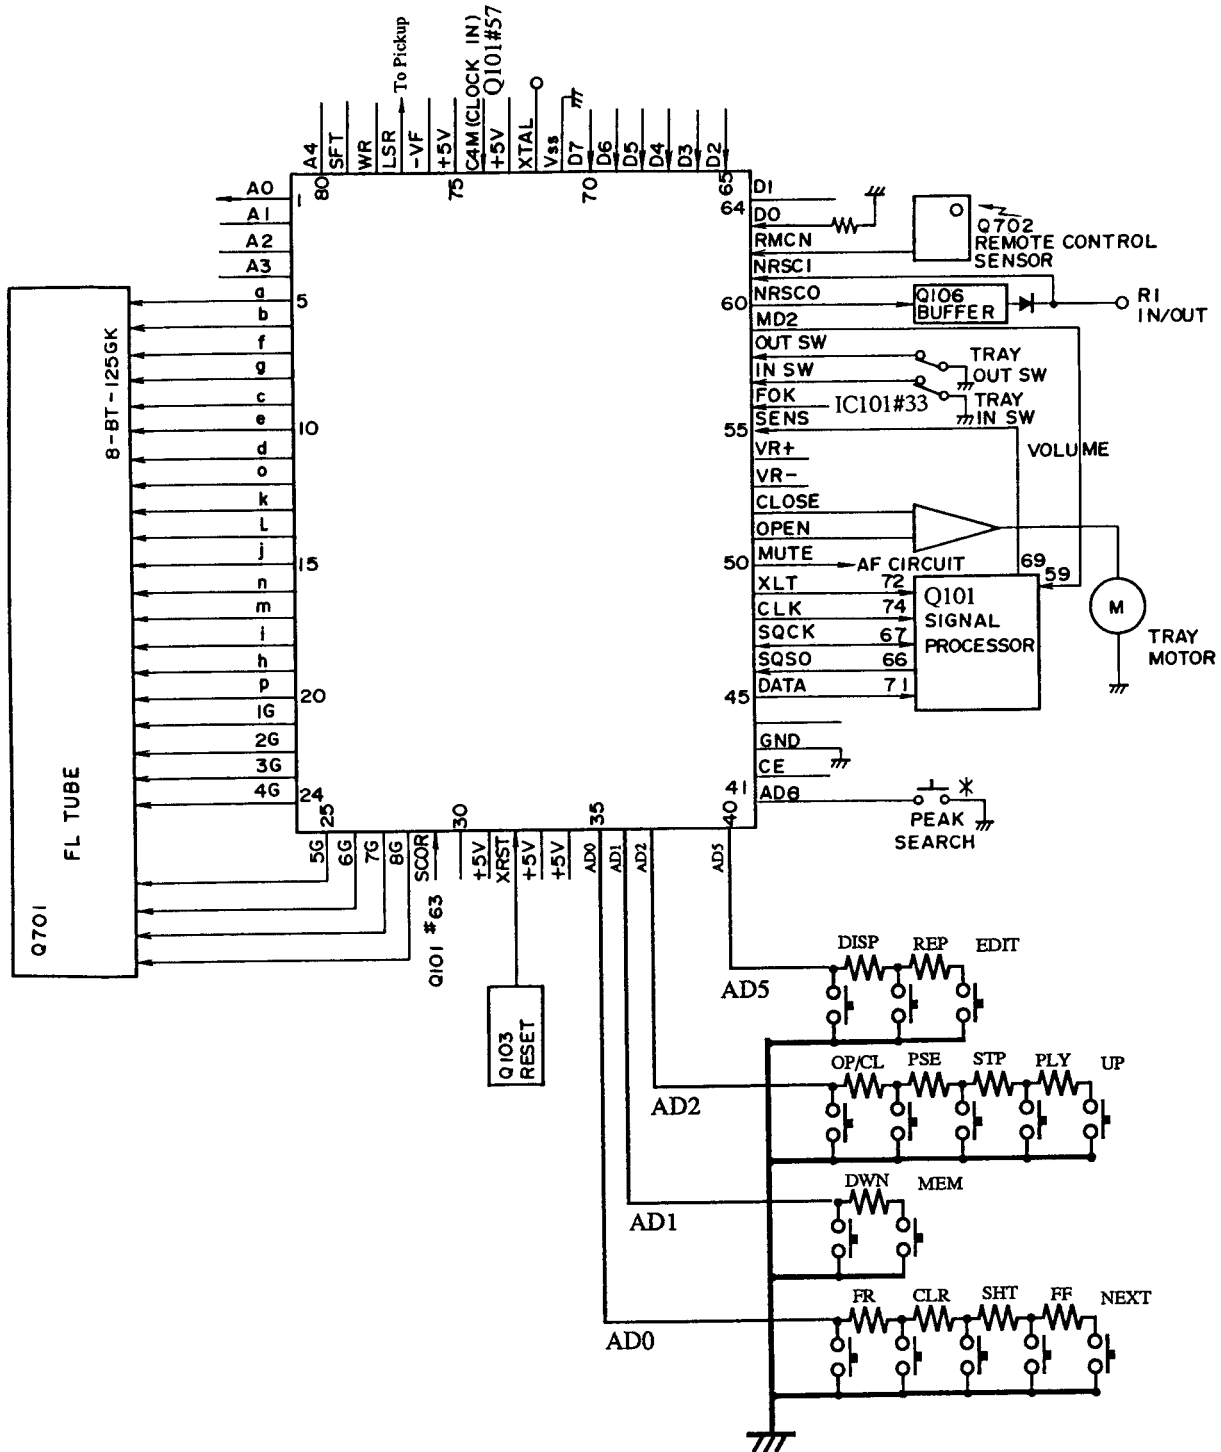 A4
SFT
WR
LSR
To Pickup
-VF
+5V
C4M (CLOCK IN)
Q101#57
+5V
XTAL
Vss
D7
D6
D5
D4
D3
D2
80
75
70
65
A0
1
A1
A2
A3
a
5
b
f
g
c
e
10
d
o
k
L
j
15
n
m
i
h
p
20
1G
2G
3G
4G
24
8-BT-125GK
FL TUBE
Q701
D1
64
D0
RMCN
Q702
REMOTE CONTROL
SENSOR
NRSCI
60
NRSCO
Q106
BUFFER
R1
IN/OUT
MD2
OUT SW
TRAY
OUT SW
IN SW
TRAY
IN SW
FOK
IC101#33
55
SENS
VOLUME
VR+
VR-
CLOSE
OPEN
50
MUTE
AF CIRCUIT
69
59
XLT
72
Q101
SIGNAL
PROCESSOR
CLK
74
SQCK
67
SQSO
66
45
DATA
71
M
TRAY
MOTOR
GND
CE
41
AD6
*
PEAK
SEARCH
25
30
35
40
5G
6G
7G
8G
SCOR
Q101 #63
+5V
XRST
+5V
+5V
AD0
AD1
AD2
AD5
Q103
RESET
DISP REP EDIT
AD5
OP/CL PSE STP PLY UP
AD2
DWN MEM
AD1
FR CLR SHT FF NEXT
AD0